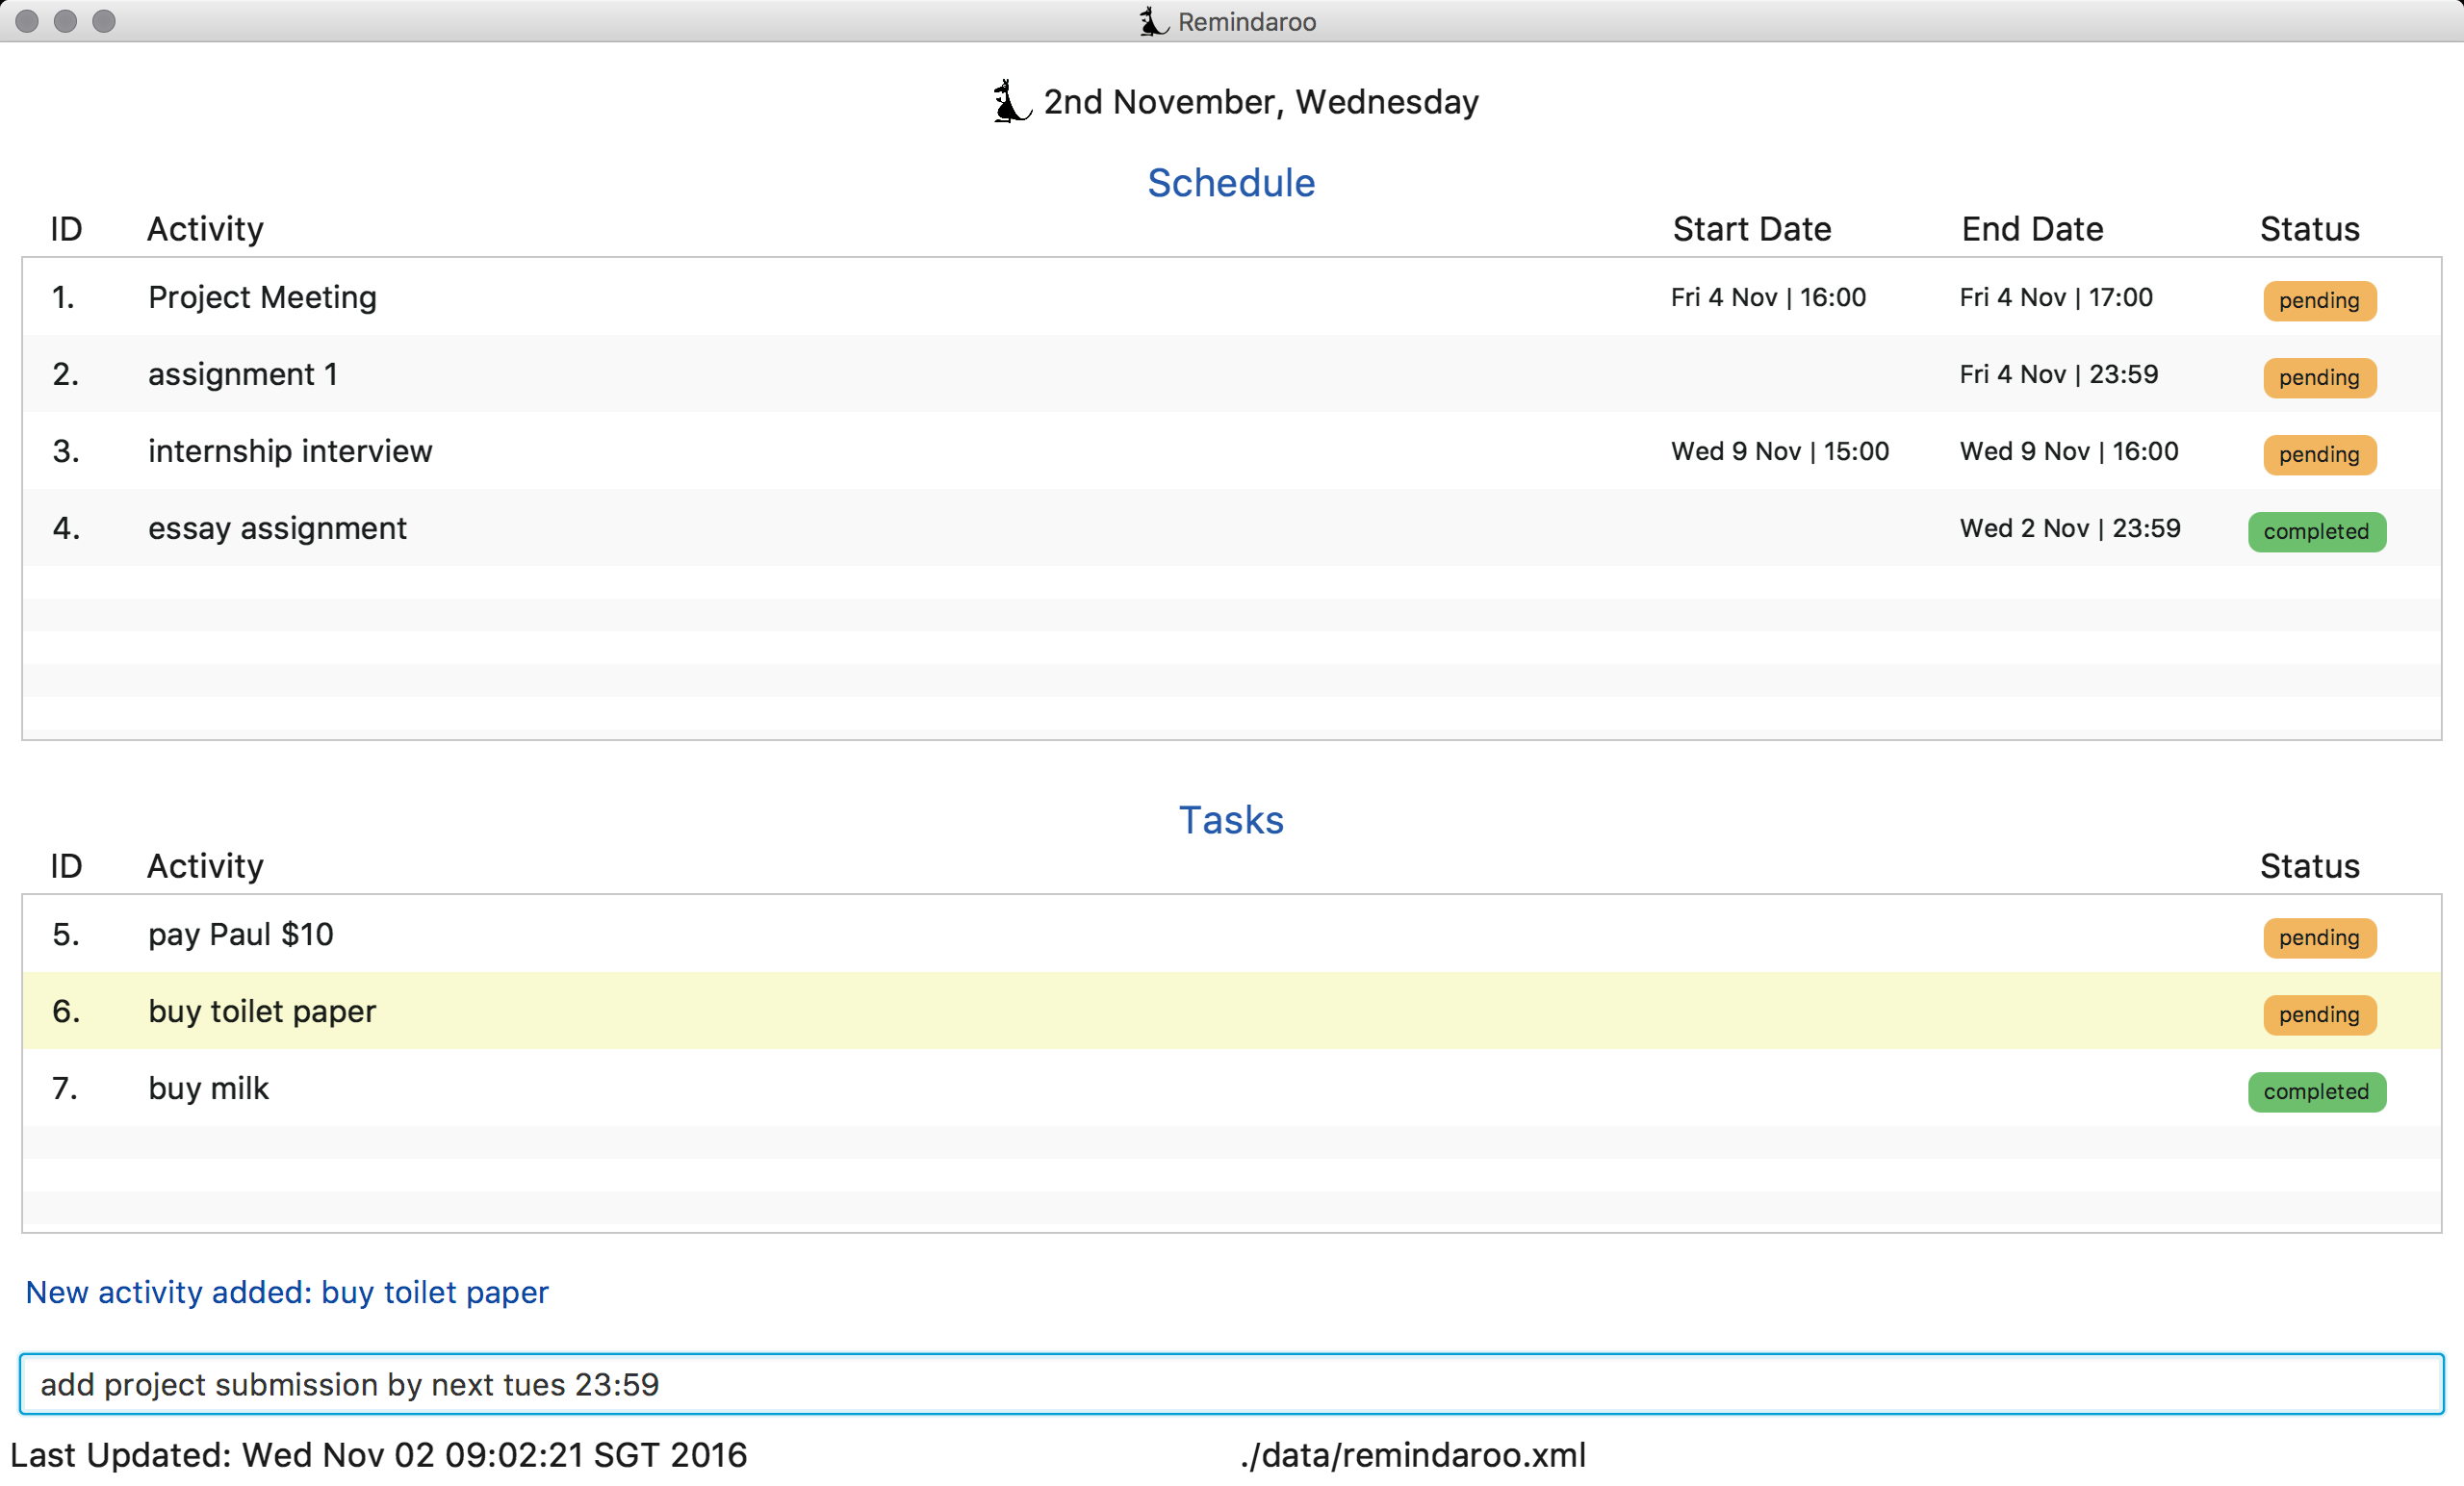 Remindaroo
2nd November, Wednesday
Schedule
ID Activity Start Date End Date Status
1. Project Meeting Fri 4 Nov | 16:00 Fri 4 Nov | 17:00 pending
2. assignment 1 Fri 4 Nov | 23:59 pending
3. internship interview Wed 9 Nov | 15:00 Wed 9 Nov | 16:00 pending
4. essay assignment Wed 2 Nov | 23:59 completed
Tasks
ID Activity Status
5. pay Paul $10 pending
6. buy toilet paper pending
7. buy milk completed
New activity added: buy toilet paper
add project submission by next tues 23:59
Last Updated: Wed Nov 02 09:02:21 SGT 2016 ./data/remindaroo.xml